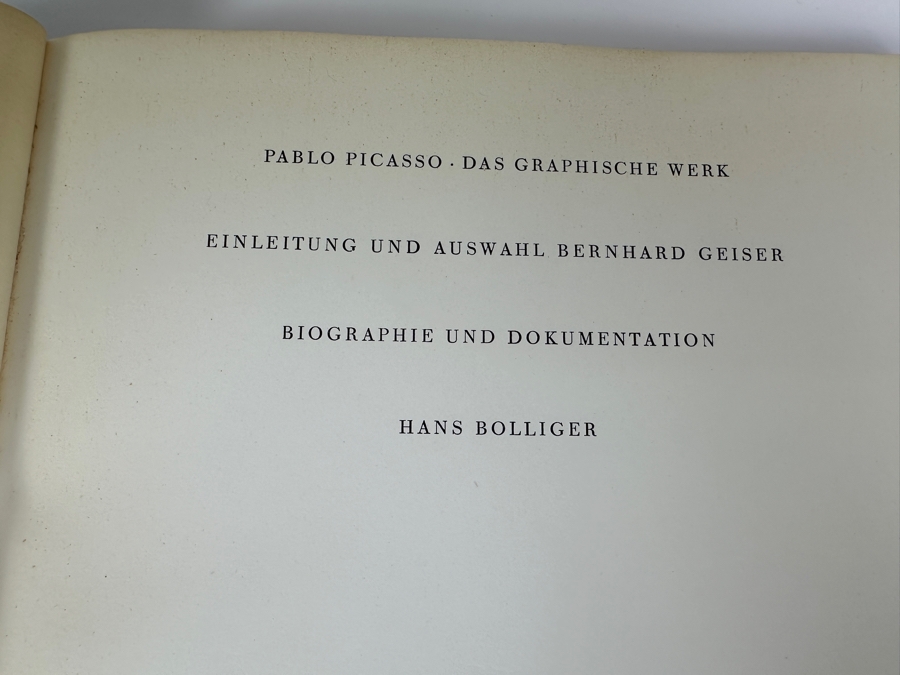 PABLO PICASSO · DAS GRAPHISCHE WERK
EINLEITUNG UND AUSWAHL BERNHARD GEISER
BIOGRAPHIE UND DOKUMENTATION
HANS BOLLIGER